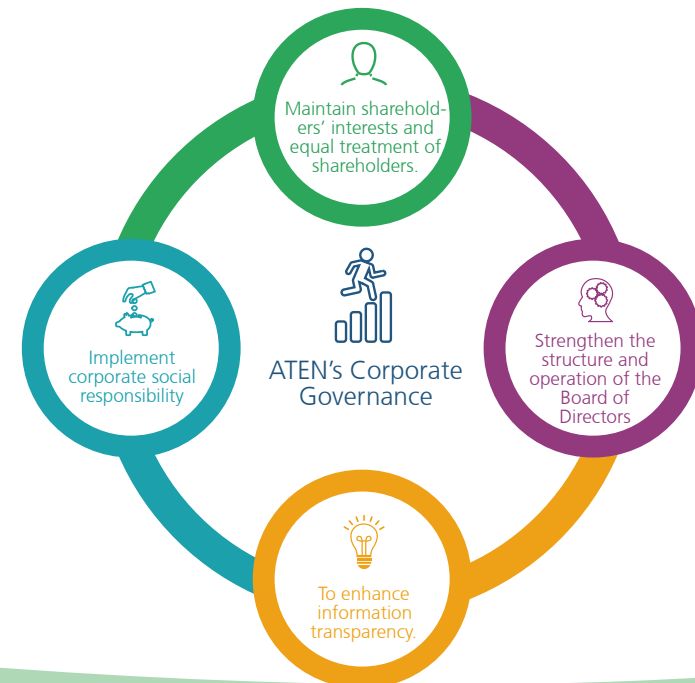 Maintain sharehold-
ers’ interests and
equal treatment of
shareholders.
Implement
corporate social
responsibility
ATEN’s Corporate
Governance
Strengthen the
structure and
operation of the
Board of
Directors
To enhance
information
transparency.